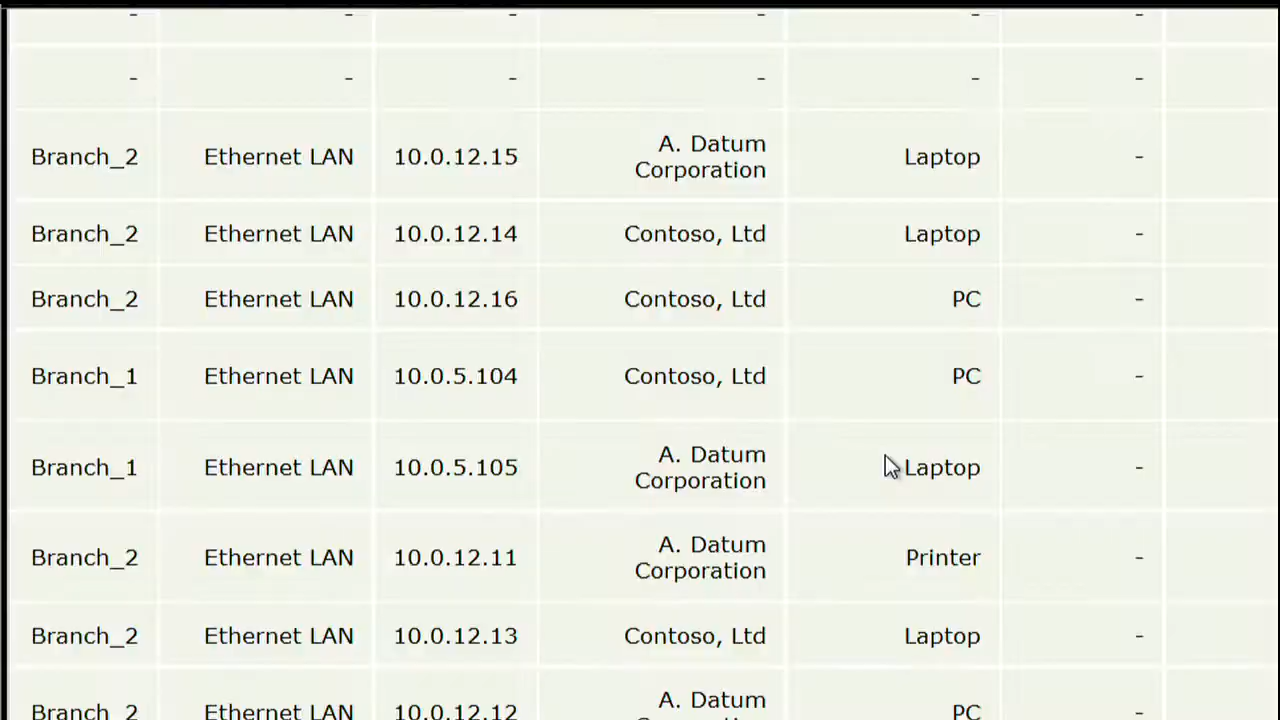 - - - - - -
- - - - - -
Branch_2 Ethernet LAN 10.0.12.15 A. Datum Corporation Laptop -
Branch_2 Ethernet LAN 10.0.12.14 Contoso, Ltd Laptop -
Branch_2 Ethernet LAN 10.0.12.16 Contoso, Ltd PC -
Branch_1 Ethernet LAN 10.0.5.104 Contoso, Ltd PC -
Branch_1 Ethernet LAN 10.0.5.105 A. Datum Corporation Laptop -
Branch_2 Ethernet LAN 10.0.12.11 A. Datum Corporation Printer -
Branch_2 Ethernet LAN 10.0.12.13 Contoso, Ltd Laptop -
Branch_2 Ethernet LAN 10.0.12.12 A. Datum PC -